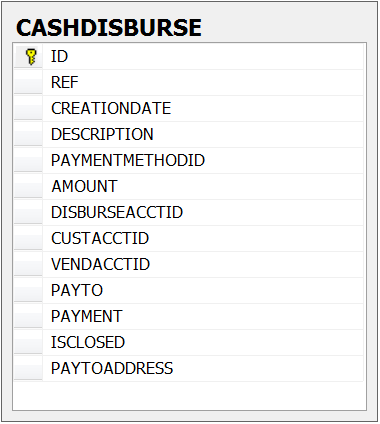 CASHDISBURSE
ID
REF
CREATIONDATE
DESCRIPTION
PAYMENTMETHODID
AMOUNT
DISBURSEACCTID
CUSTACCTID
VENDACCTID
PAYTO
PAYMENT
ISCLOSED
PAYTOADDRESS